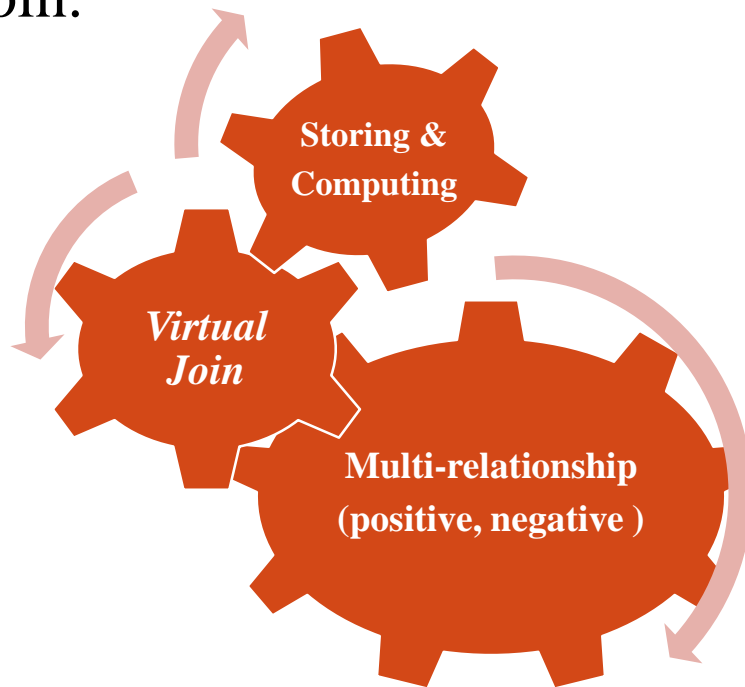 Storing &
Computing
Virtual
Join
Multi-relationship
(positive, negative )